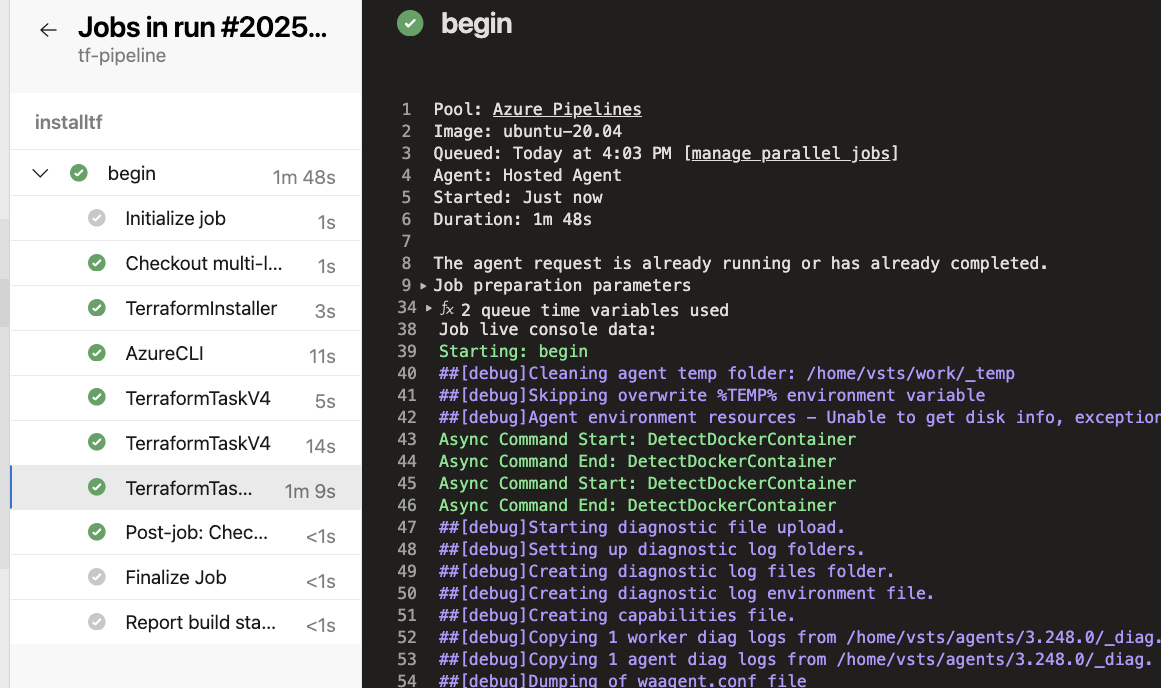 Jobs in run #2025...
tf-pipeline
installtf
begin 1m 48s
Initialize job 1s
Checkout multi-l... 1s
TerraformInstaller 3s
AzureCLI 11s
TerraformTaskV4 5s
TerraformTaskV4 14s
TerraformTas... 1m 9s
Post-job: Chec... <1s
Finalize Job <1s
Report build sta... <1s
begin
1 Pool: Azure Pipelines
2 Image: ubuntu-20.04
3 Queued: Today at 4:03 PM [manage parallel jobs]
4 Agent: Hosted Agent
5 Started: Just now
6 Duration: 1m 48s
7
8 The agent request is already running or has already completed.
9 Job preparation parameters
34 fx 2 queue time variables used
38 Job live console data:
39 Starting: begin
40 ##[debug]Cleaning agent temp folder: /home/vsts/work/_temp
41 ##[debug]Skipping overwrite %TEMP% environment variable
42 ##[debug]Agent environment resources - Unable to get disk info, exception
43 Async Command Start: DetectDockerContainer
44 Async Command End: DetectDockerContainer
45 Async Command Start: DetectDockerContainer
46 Async Command End: DetectDockerContainer
47 ##[debug]Starting diagnostic file upload.
48 ##[debug]Setting up diagnostic log folders.
49 ##[debug]Creating diagnostic log files folder.
50 ##[debug]Creating diagnostic log environment file.
51 ##[debug]Creating capabilities file.
52 ##[debug]Copying 1 worker diag logs from /home/vsts/agents/3.248.0/_diag.
53 ##[debug]Copying 1 agent diag logs from /home/vsts/agents/3.248.0/_diag.
54 ##[debug]Dumping of waagent.conf file